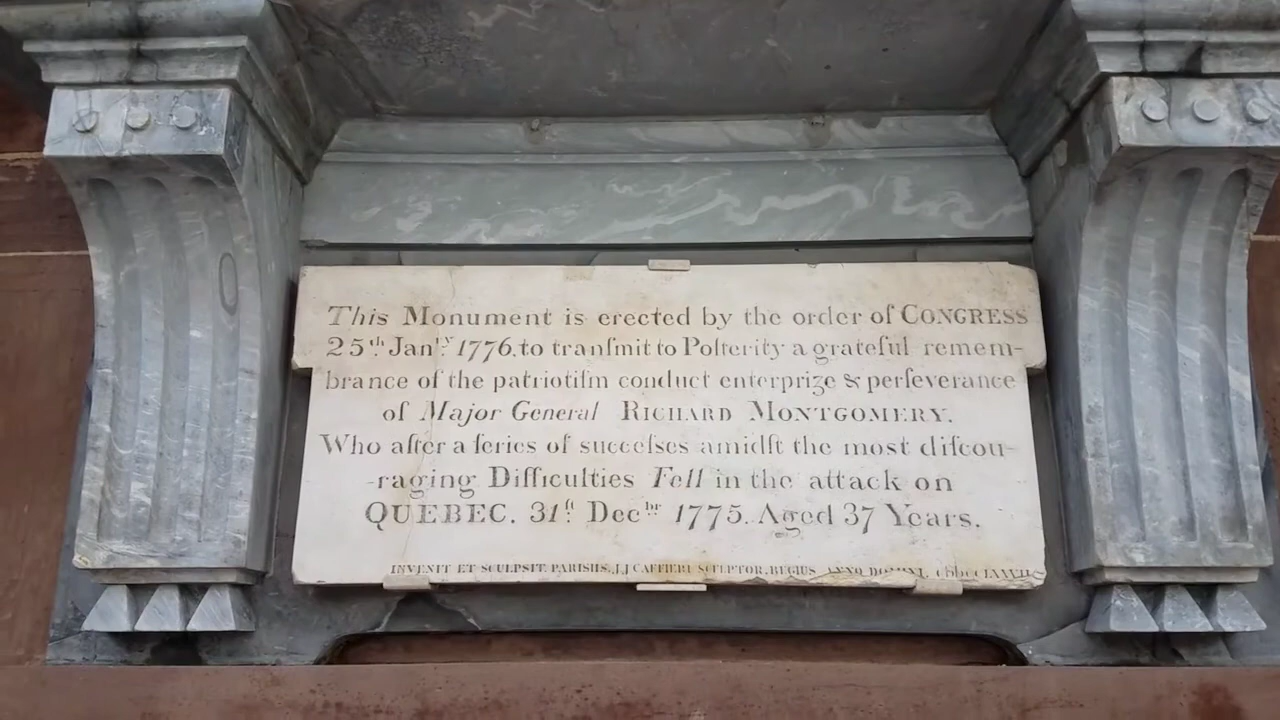 This Monument is erected by the order of CONGRESS
25th Janry 1776, to tranſmit to Poſterity a grateful remem-
brance of the patriotiſm conduct enterprize & perſeverance
of Major General RICHARD MONTGOMERY.
Who after a ſeries of succeſses amidſt the most diſcou-
-raging Difficulties Fell in the attack on
QUEBEC. 31ſt Decbr 1775. Aged 37 Years.
INVENIT ET SCULPSIT PARISIIS, J.J CAFFIERI SCULPTOR, REGIUS ANNO DOMINI